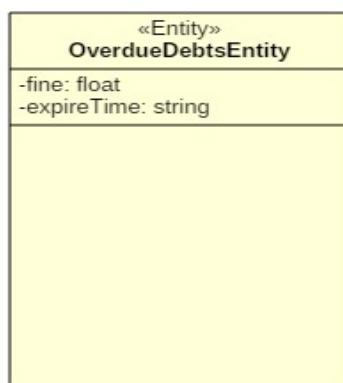 «Entity»
OverdueDebtsEntity
-fine: float
-expireTime: string